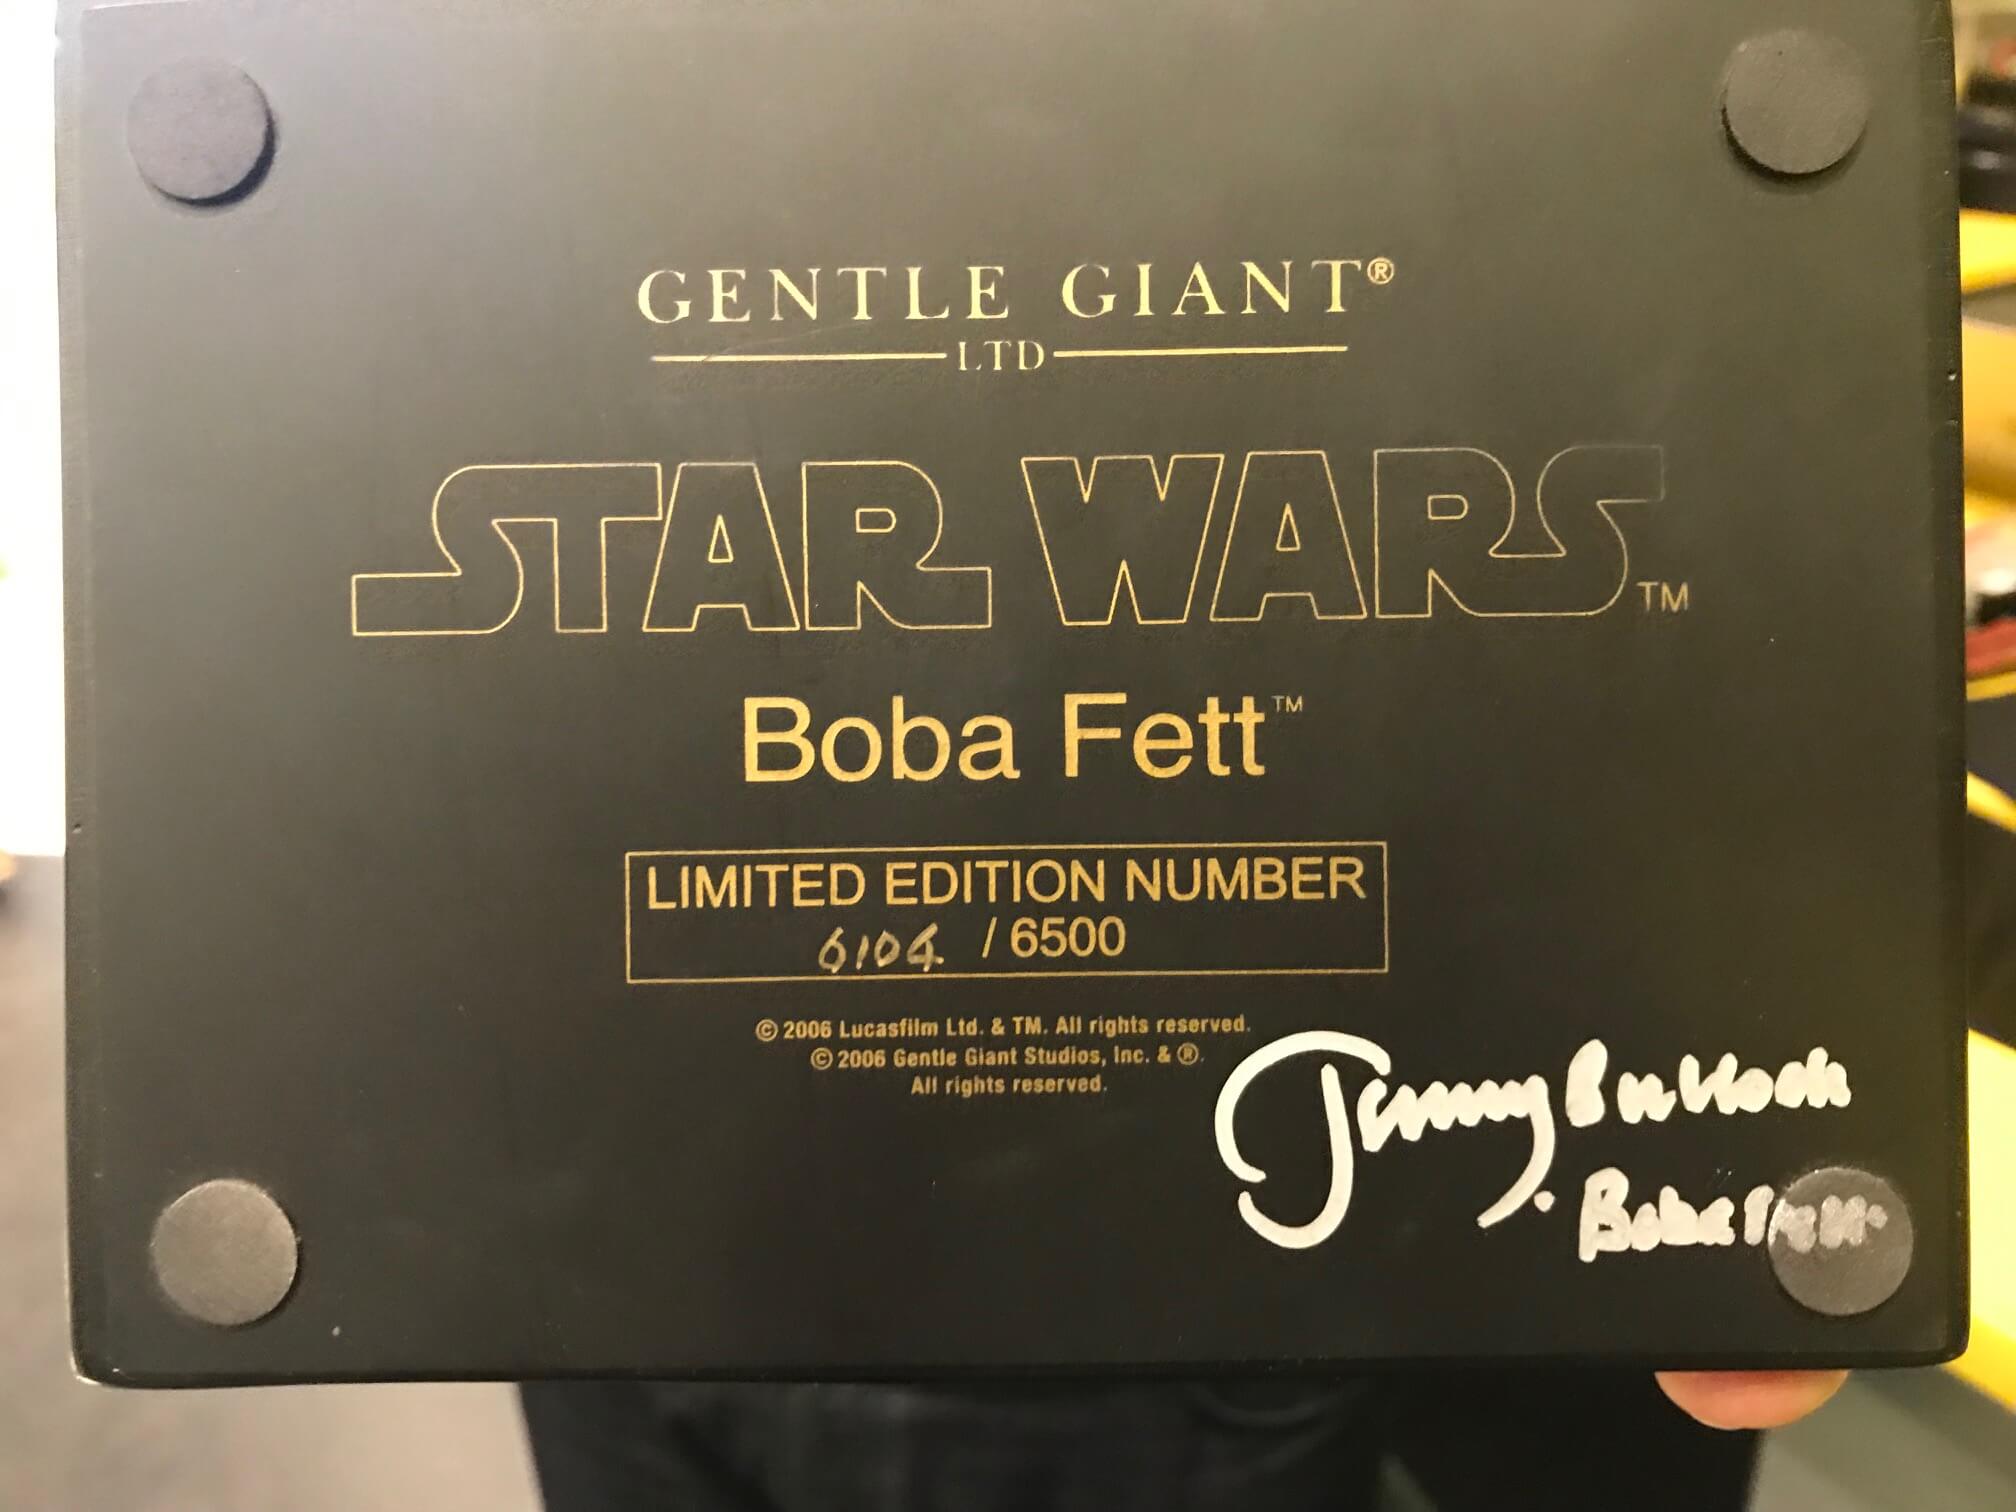 GENTLE GIANT®
LTD
STAR WARS™
Boba Fett™
LIMITED EDITION NUMBER
6104 / 6500
© 2006 Lucasfilm Ltd. & TM. All rights reserved.
© 2006 Gentle Giant Studios, Inc. & ®.
All rights reserved.
Jeremy Bulloch
Boba Fett